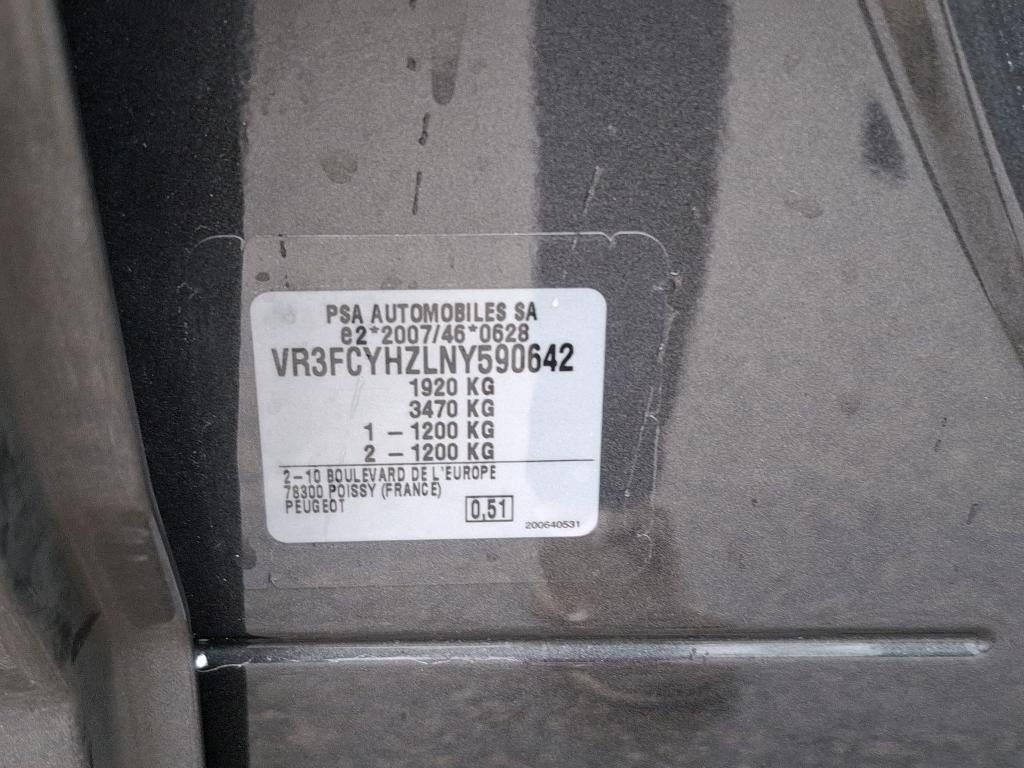 PSA AUTOMOBILES SA
e2*2007/46*0628
VR3FCYHZLNY590642
1920 KG
3470 KG
1 – 1200 KG
2 – 1200 KG
2–10 BOULEVARD DE L'EUROPE
78300 POISSY (FRANCE)
PEUGEOT
0,51
200640531